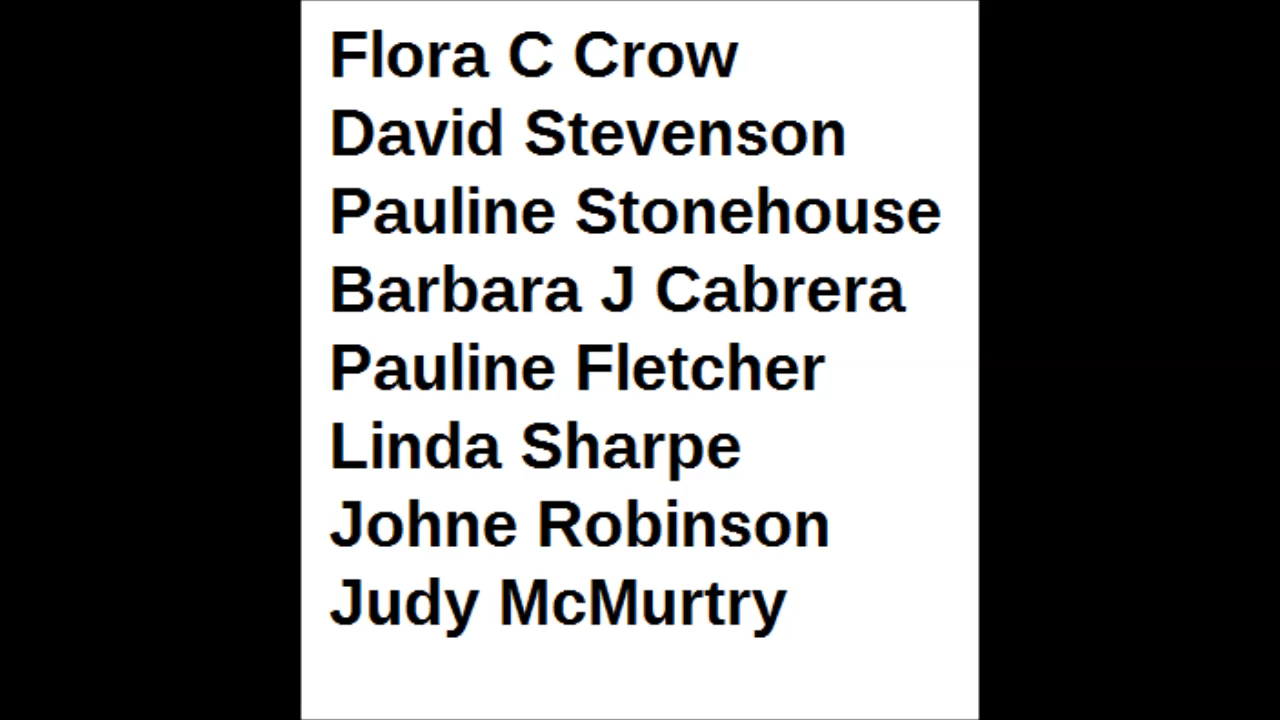 Flora C Crow
David Stevenson
Pauline Stonehouse
Barbara J Cabrera
Pauline Fletcher
Linda Sharpe
Johne Robinson
Judy McMurtry